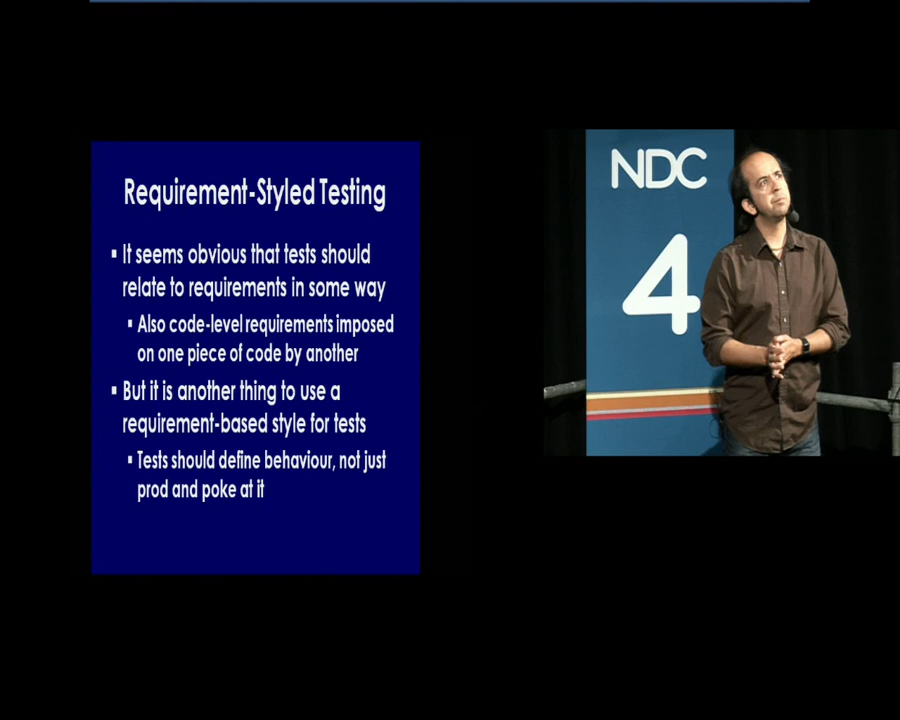 Requirement-Styled Testing
▪ It seems obvious that tests should
relate to requirements in some way
▪ Also code-level requirements imposed
on one piece of code by another
▪ But it is another thing to use a
requirement-based style for tests
▪ Tests should define behaviour, not just
prod and poke at it
NDC
4